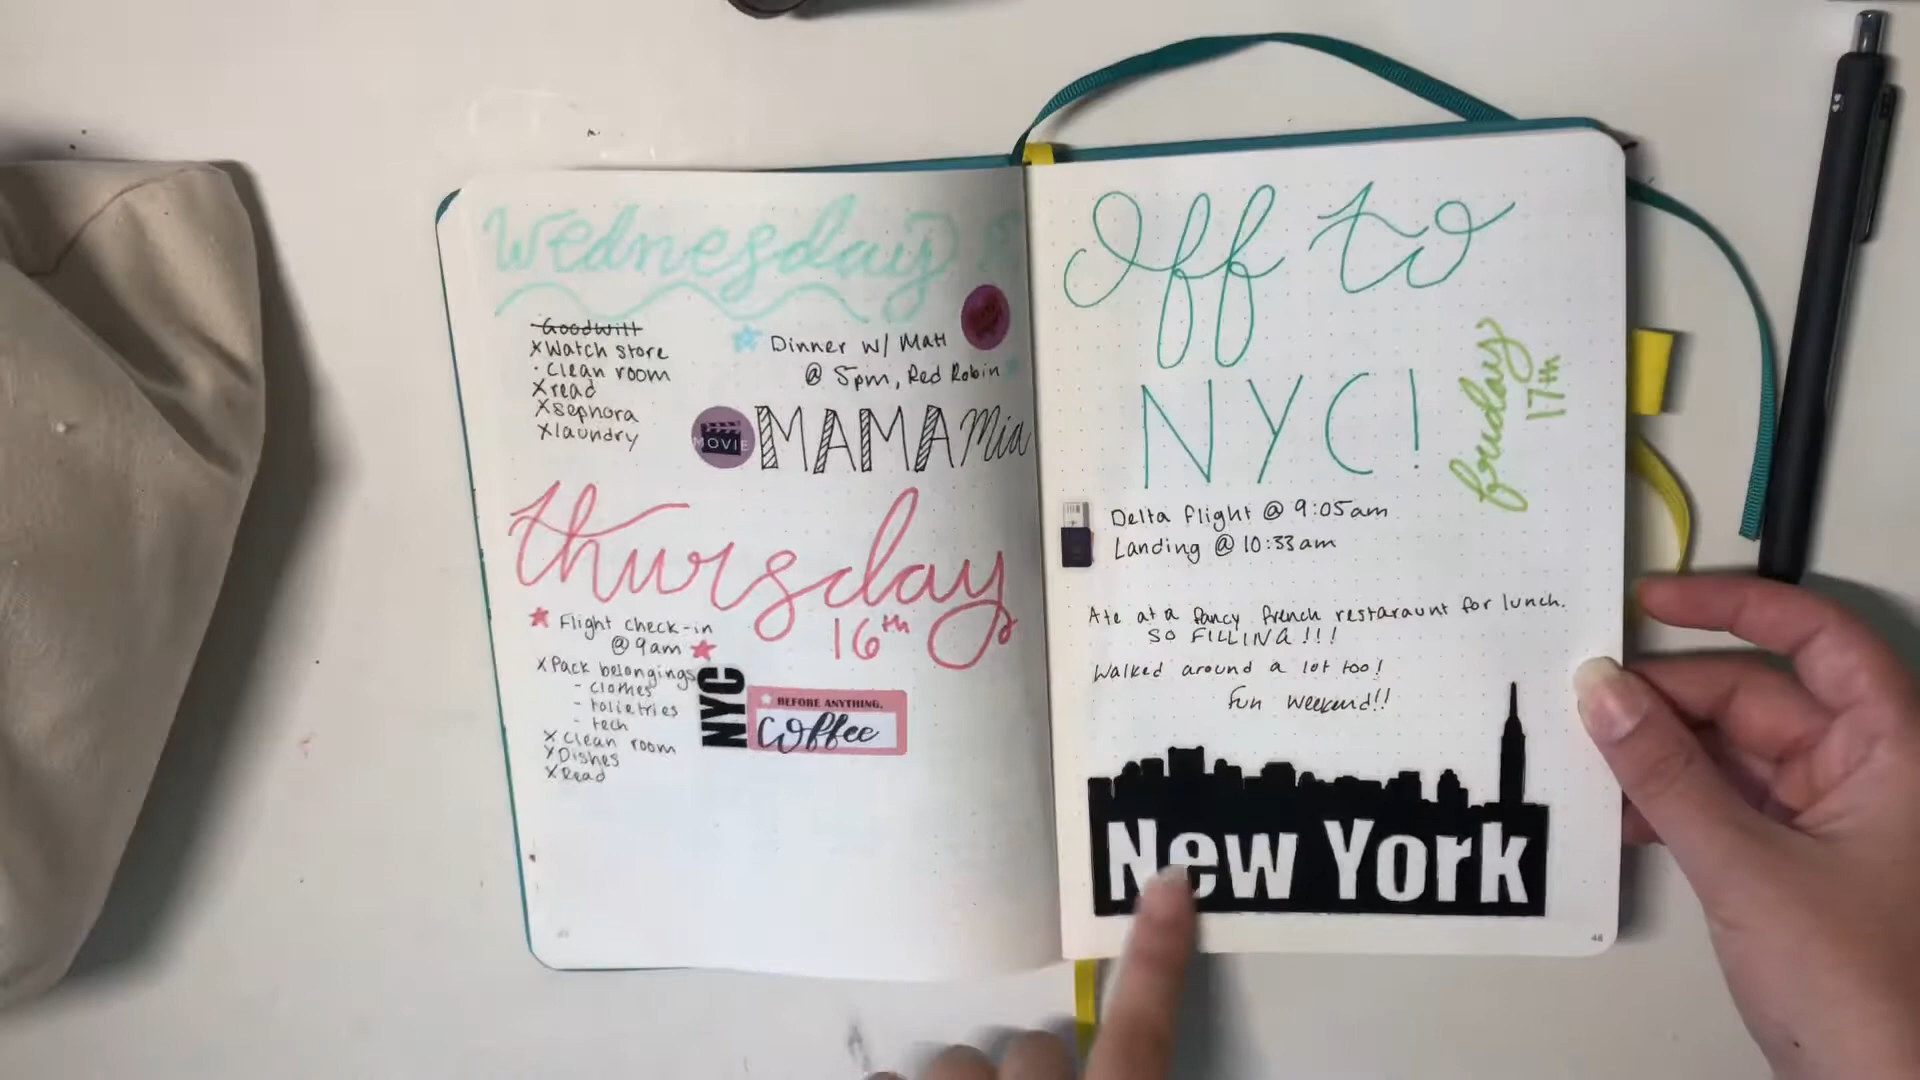 Wednesday
Goodwill
x Watch store
· Clean room
x read
x sephora
x laundry
Dinner w/ Matt
@ 5pm, Red Robin
MOVIE
MAMA Mia
thursday
16th
Flight check-in
@ 9am
x Pack belongings
- clothes
- tolietries
- tech
x Clean room
x Dishes
x Read
NYC
BEFORE ANYTHING,
Coffee
Off to
NYC!
friday
17th
Delta flight @ 9:05am
Landing @ 10:33am
Ate at a fancy french restaraunt for lunch.
SO FILLING!!!
Walked around a lot too!
fun weekend!!
New York